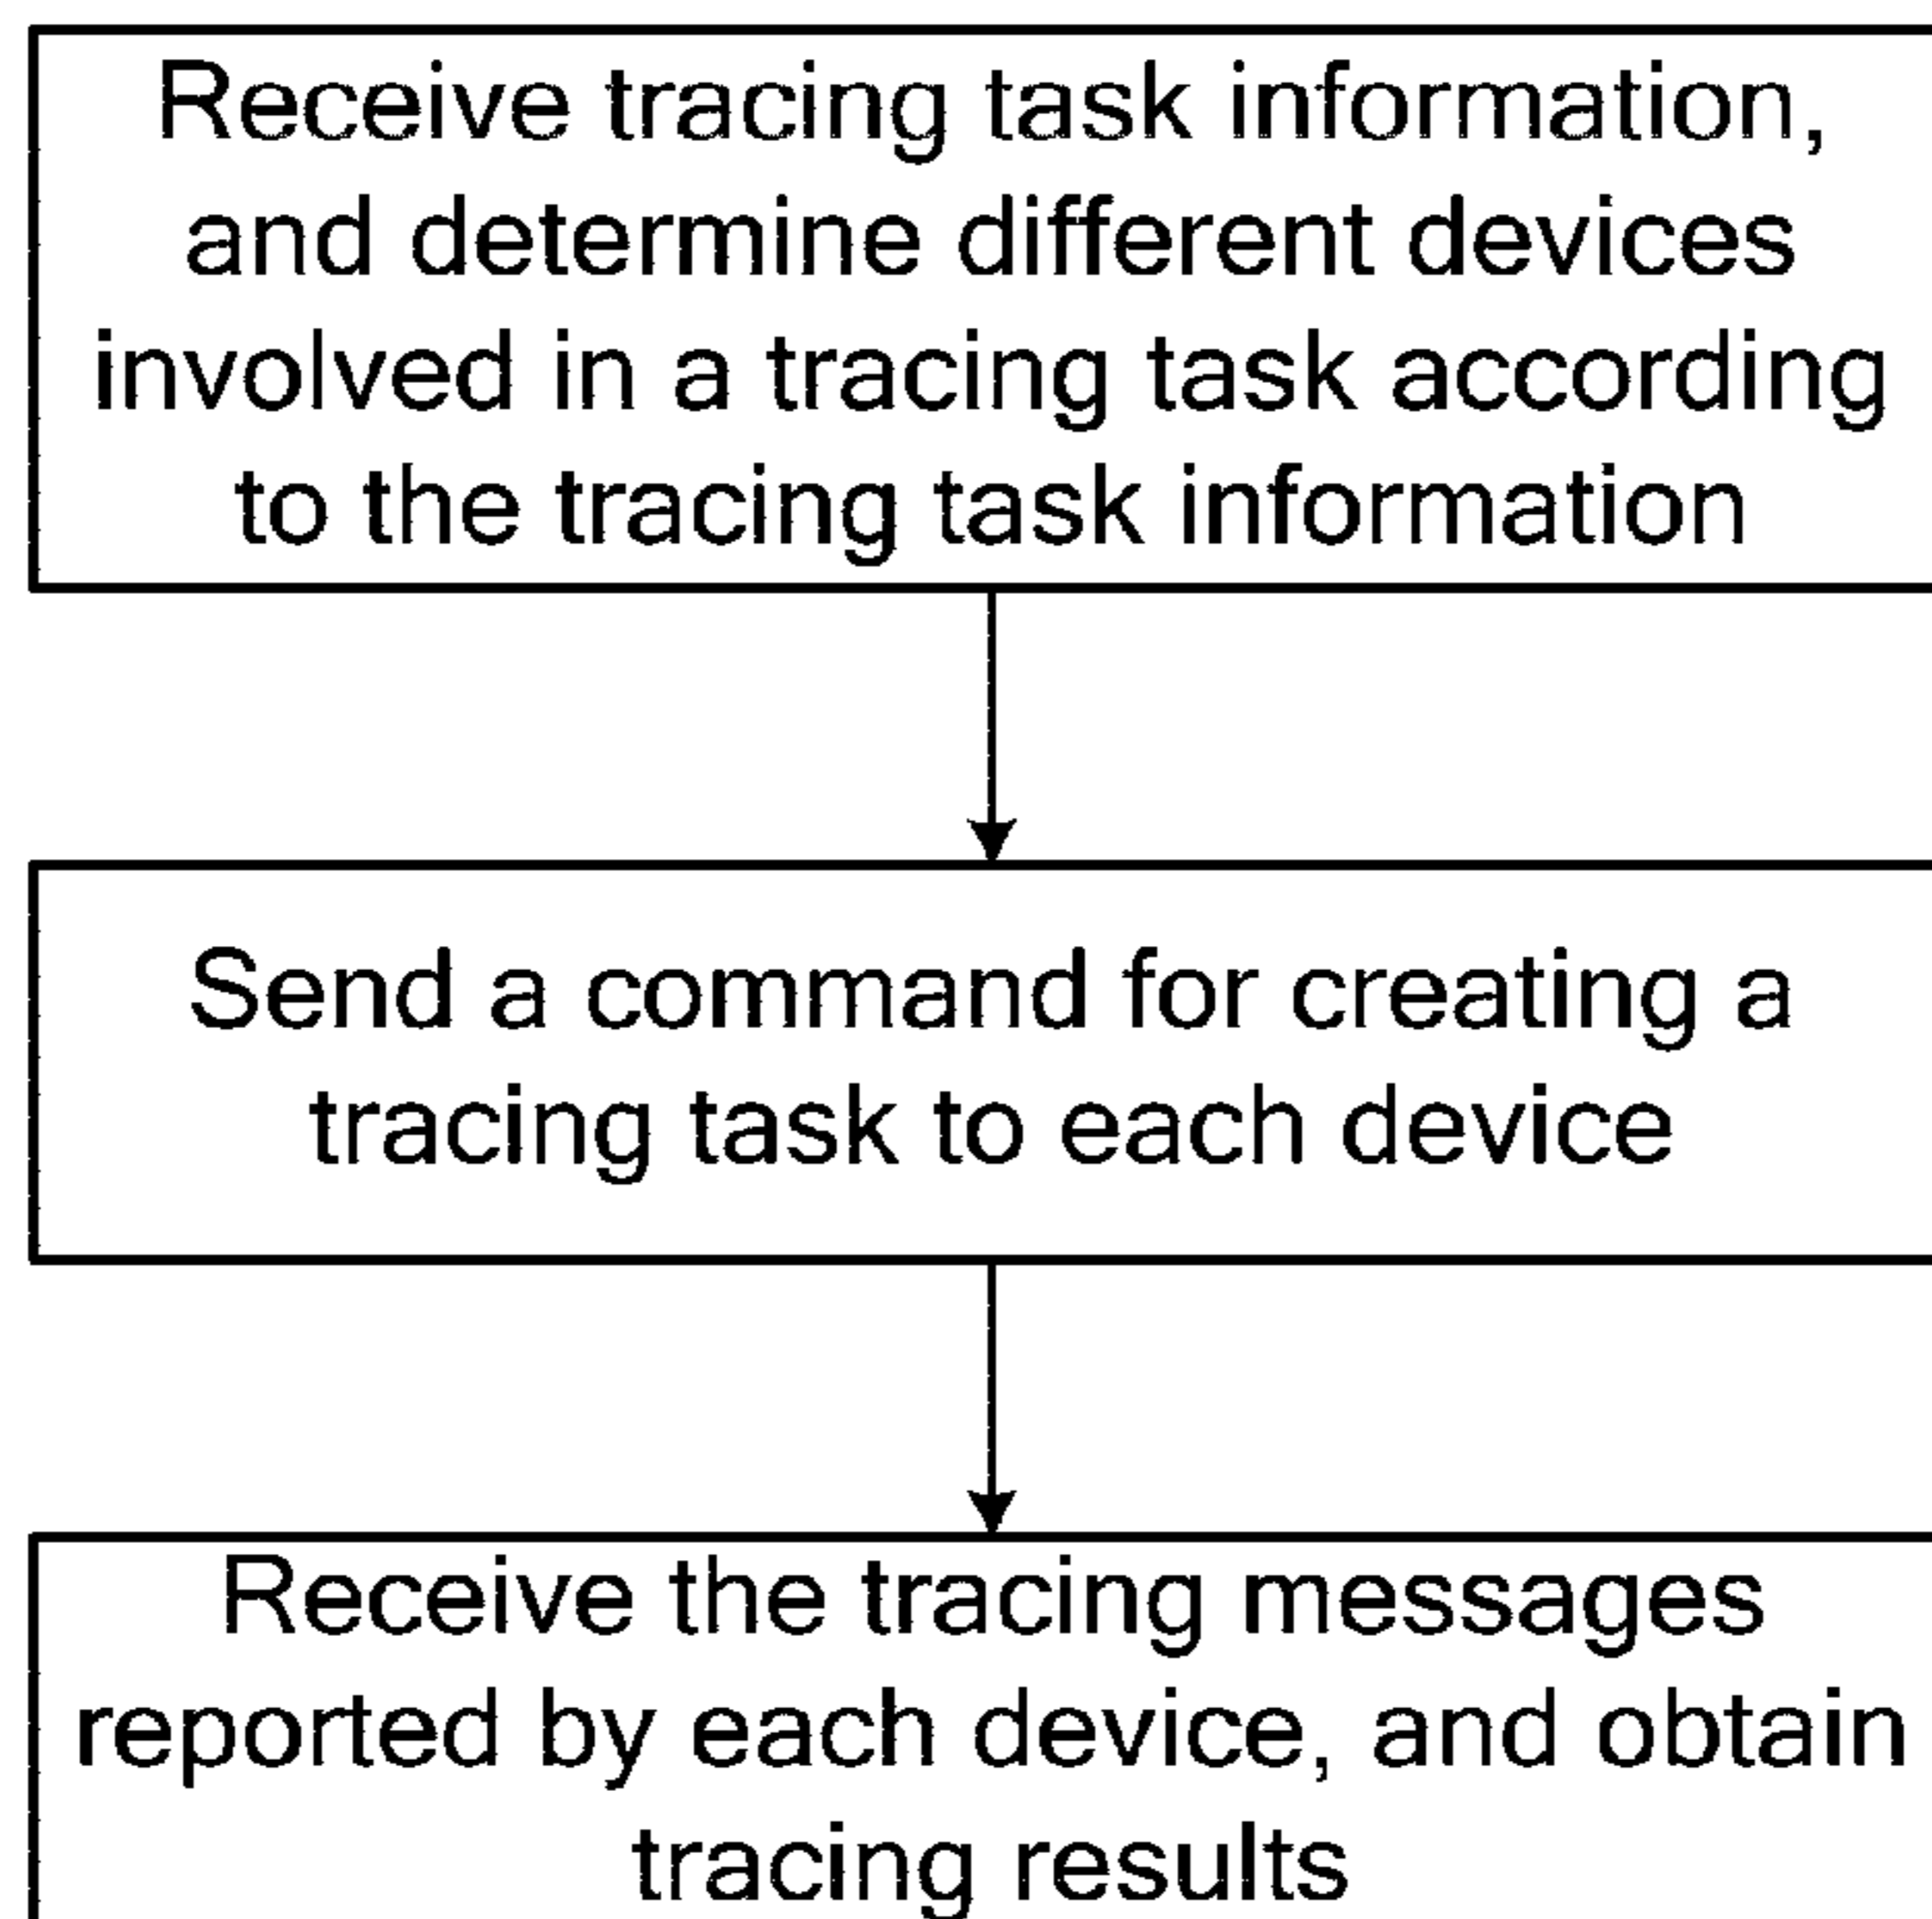 Receive tracing task information,
and determine different devices
involved in a tracing task according
to the tracing task information
Send a command for creating a
tracing task to each device
Receive the tracing messages
reported by each device, and obtain
tracing results